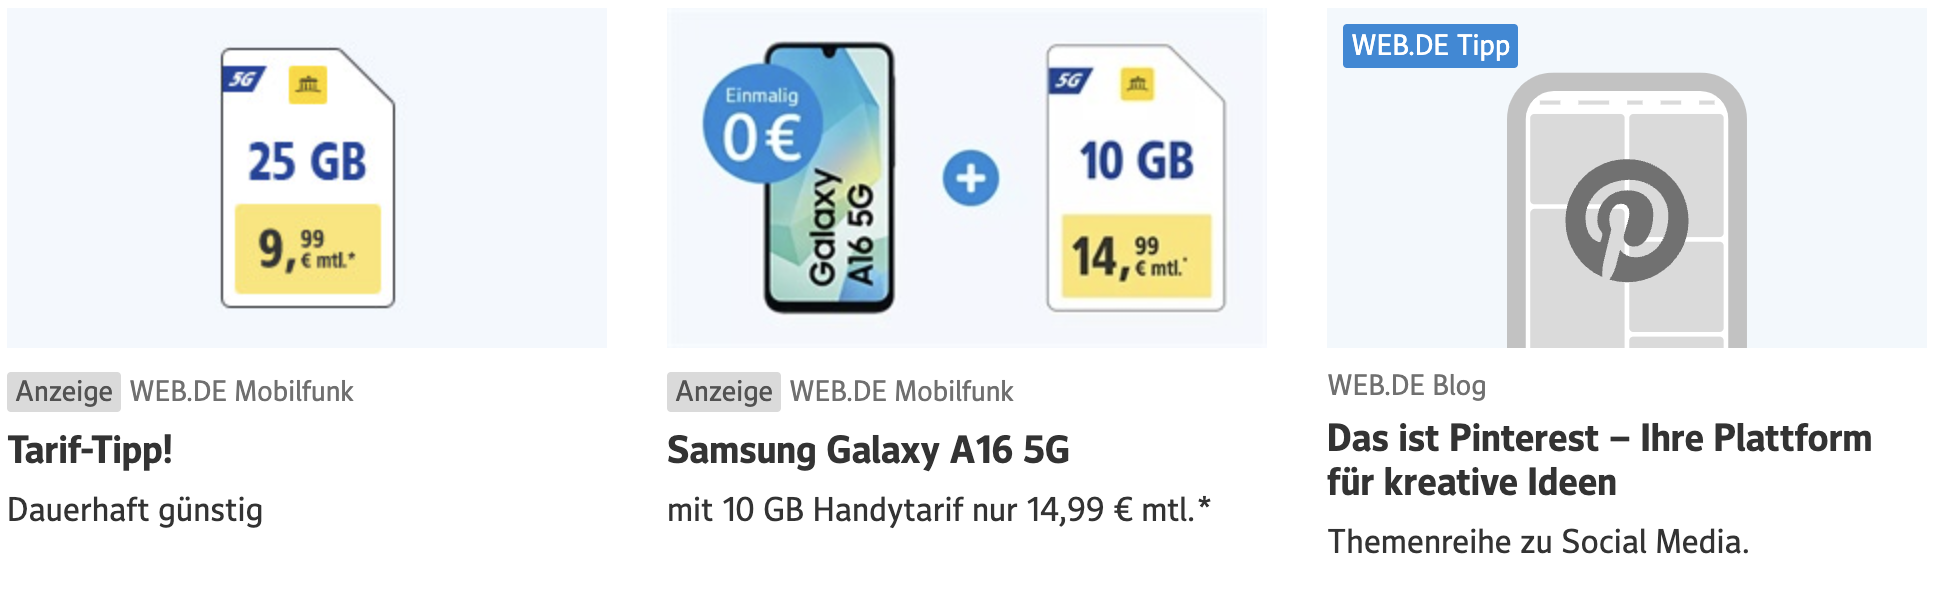 5G
25 GB
9,99 € mtl.*
Anzeige WEB.DE Mobilfunk
Tarif-Tipp!
Dauerhaft günstig
Einmalig
0 €
Galaxy
A16 5G
5G
10 GB
14,99 € mtl.*
Anzeige WEB.DE Mobilfunk
Samsung Galaxy A16 5G
mit 10 GB Handytarif nur 14,99 € mtl.*
WEB.DE Tipp
WEB.DE Blog
Das ist Pinterest – Ihre Plattform
für kreative Ideen
Themenreihe zu Social Media.